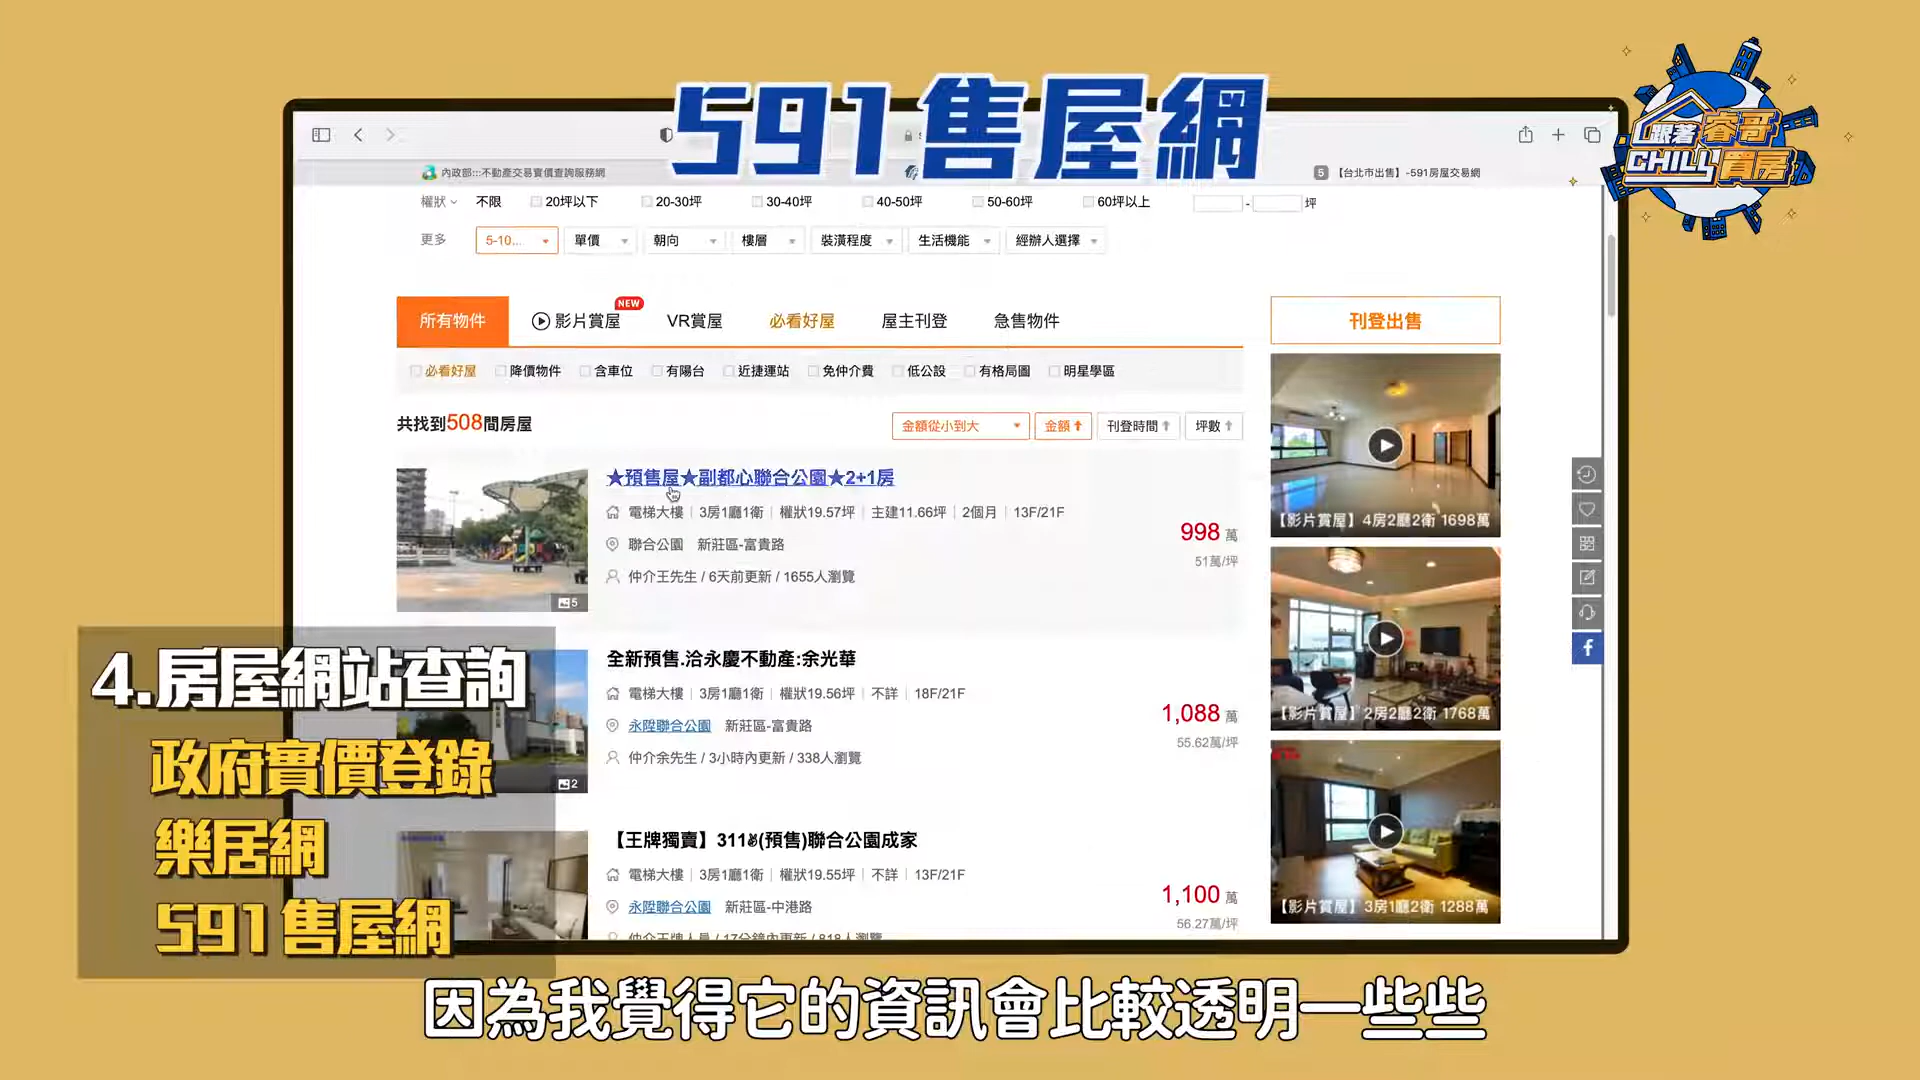 591售屋網
跟著睿哥
CHILL買房
內政部:::不動產交易實價查詢服務網
5 【台北市出售】-591房屋交易網
權狀 不限 20坪以下 20-30坪 30-40坪 40-50坪 50-60坪 60坪以上 - 坪
更多 5-10... 單價 朝向 樓層 裝潢程度 生活機能 經辦人選擇
所有物件 影片賞屋 NEW VR賞屋 必看好屋 屋主刊登 急售物件
刊登出售
必看好屋 降價物件 含車位 有陽台 近捷運站 免仲介費 低公設 有格局圖 明星學區
共找到508間房屋
金額從小到大 金額 刊登時間 坪數
★預售屋★副都心聯合公園★2+1房
電梯大樓 3房1廳1衛 權狀19.57坪 主建11.66坪 2個月 13F/21F
998 萬
聯合公園 新莊區-富貴路
51萬/坪
仲介王先生 / 6天前更新 / 1655人瀏覽
5
【影片賞屋】4房2廳2衛 1698萬
全新預售.洽永慶不動產:余光華
電梯大樓 3房1廳1衛 權狀19.56坪 不詳 18F/21F
1,088 萬
永陞聯合公園 新莊區-富貴路
55.62萬/坪
仲介余先生 / 3小時內更新 / 338人瀏覽
2
【影片賞屋】2房2廳2衛 1768萬
【王牌獨賣】311✌(預售)聯合公園成家
電梯大樓 3房1廳1衛 權狀19.55坪 不詳 13F/21F
1,100 萬
永陞聯合公園 新莊區-中港路
56.27萬/坪
仲介王牌人員 / 17分鐘內更新 / 818人瀏覽
【影片賞屋】3房1廳2衛 1288萬
4.房屋網站查詢
政府實價登錄
樂居網
591售屋網
因為我覺得它的資訊會比較透明一些些